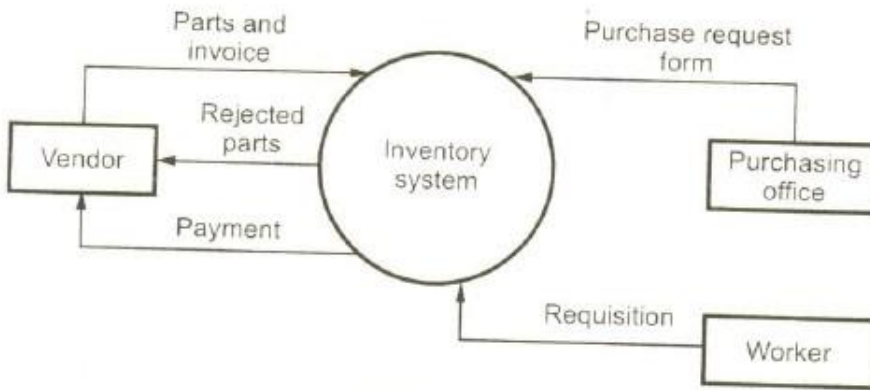 Parts and
invoice
Purchase request
form
Rejected
parts
Vendor
Inventory
system
Purchasing
office
Payment
Requisition
Worker